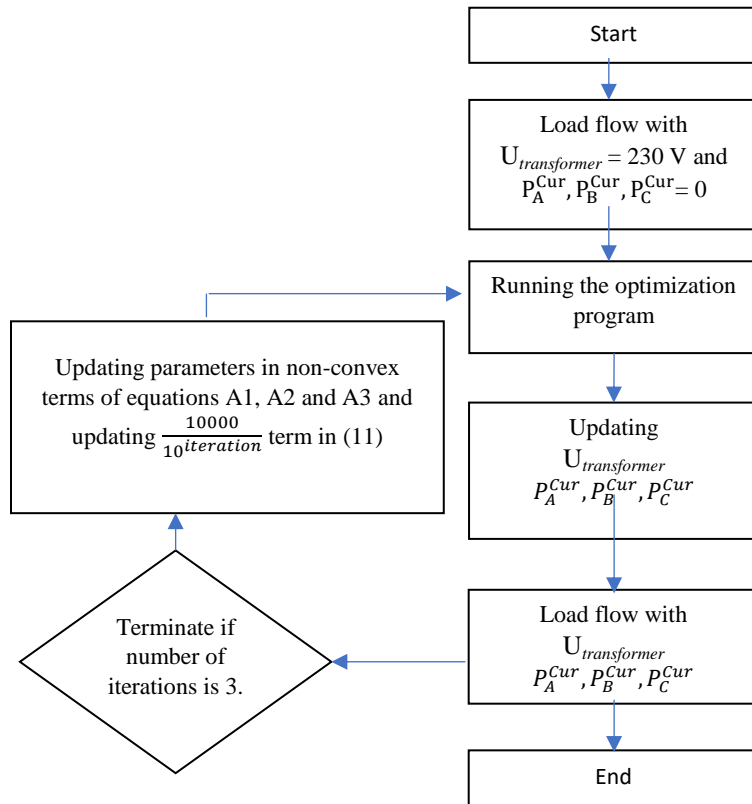 Start
Load flow with
U_transformer = 230 V and
P_A^Cur, P_B^Cur, P_C^Cur = 0
Running the optimization
program
Updating parameters in non-convex
terms of equations A1, A2 and A3 and
updating 10000/10^iteration term in (11)
Updating
U_transformer
P_A^Cur, P_B^Cur, P_C^Cur
Terminate if
number of
iterations is 3.
Load flow with
U_transformer
P_A^Cur, P_B^Cur, P_C^Cur
End